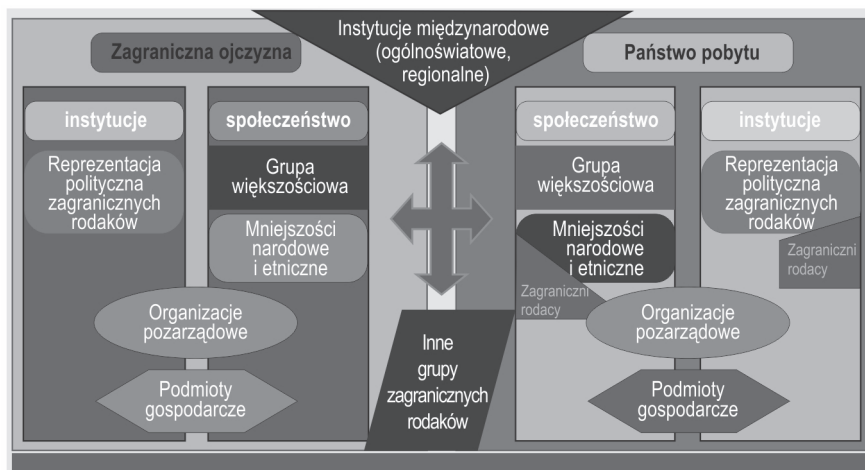 Instytucje międzynarodowe
(ogólnoświatowe,
regionalne)
Zagraniczna ojczyzna
Państwo pobytu
instytucje
społeczeństwo
społeczeństwo
instytucje
Reprezentacja
polityczna
zagranicznych
rodaków
Grupa
większościowa
Mniejszości
narodowe
i etniczne
Grupa
większościowa
Mniejszości
narodowe
i etniczne
Zagraniczni
rodacy
Reprezentacja
polityczna
zagranicznych
rodaków
Zagraniczni
rodacy
Organizacje
pozarządowe
Podmioty
gospodarcze
Inne
grupy
zagranicznych
rodaków
Organizacje
pozarządowe
Podmioty
gospodarcze